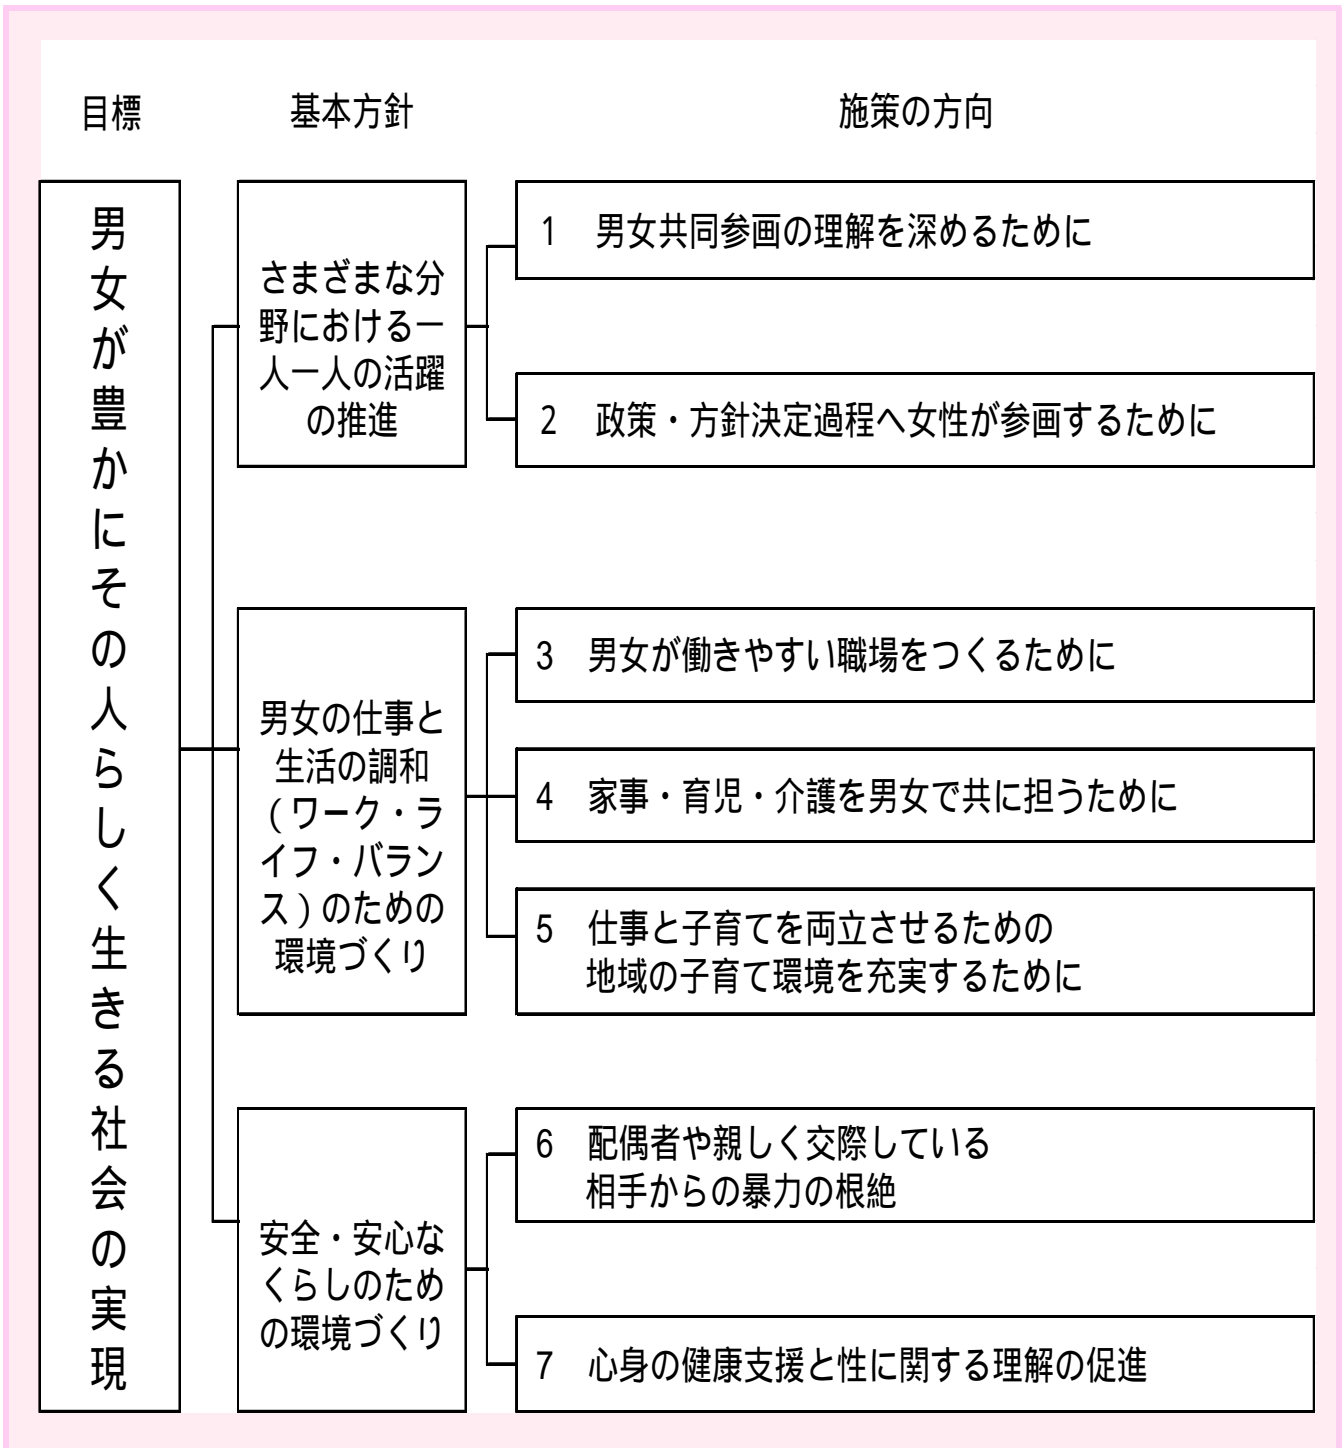 目標
基本方針
施策の方向
男女が豊かにその人らしく生きる社会の実現
さまざまな分
野における一
人一人の活躍
の推進
1 男女共同参画の理解を深めるために
2 政策・方針決定過程へ女性が参画するために
男女の仕事と
生活の調和
(ワーク・ラ
イフ・バラン
ス)のための
環境づくり
3 男女が働きやすい職場をつくるために
4 家事・育児・介護を男女で共に担うために
5 仕事と子育てを両立させるための
地域の子育て環境を充実するために
安全・安心な
くらしのため
の環境づくり
6 配偶者や親しく交際している
相手からの暴力の根絶
7 心身の健康支援と性に関する理解の促進